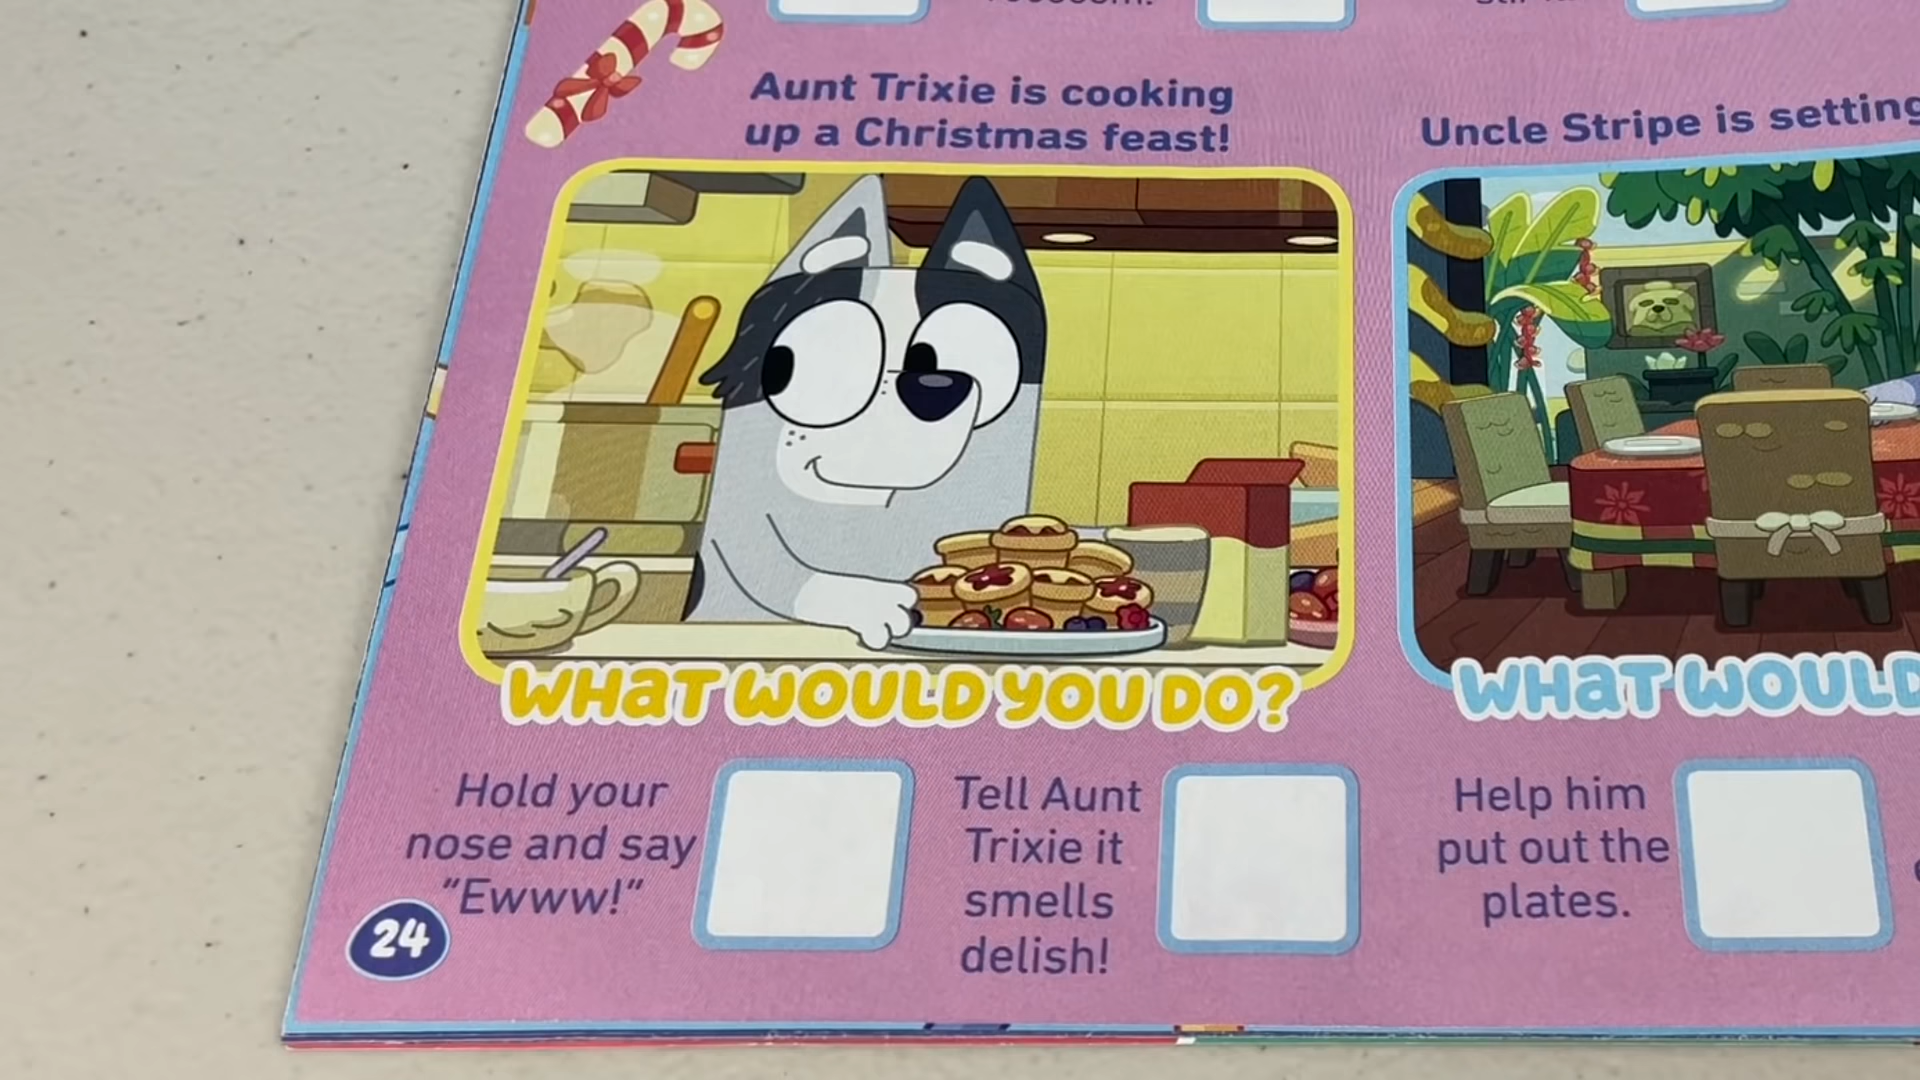 Aunt Trixie is cooking
up a Christmas feast!
WHAT WOULD YOU DO?
Hold your
nose and say
"Ewww!"
Tell Aunt
Trixie it
smells
delish!
24
Uncle Stripe is setting
WHAT WOULD
Help him
put out the
plates.